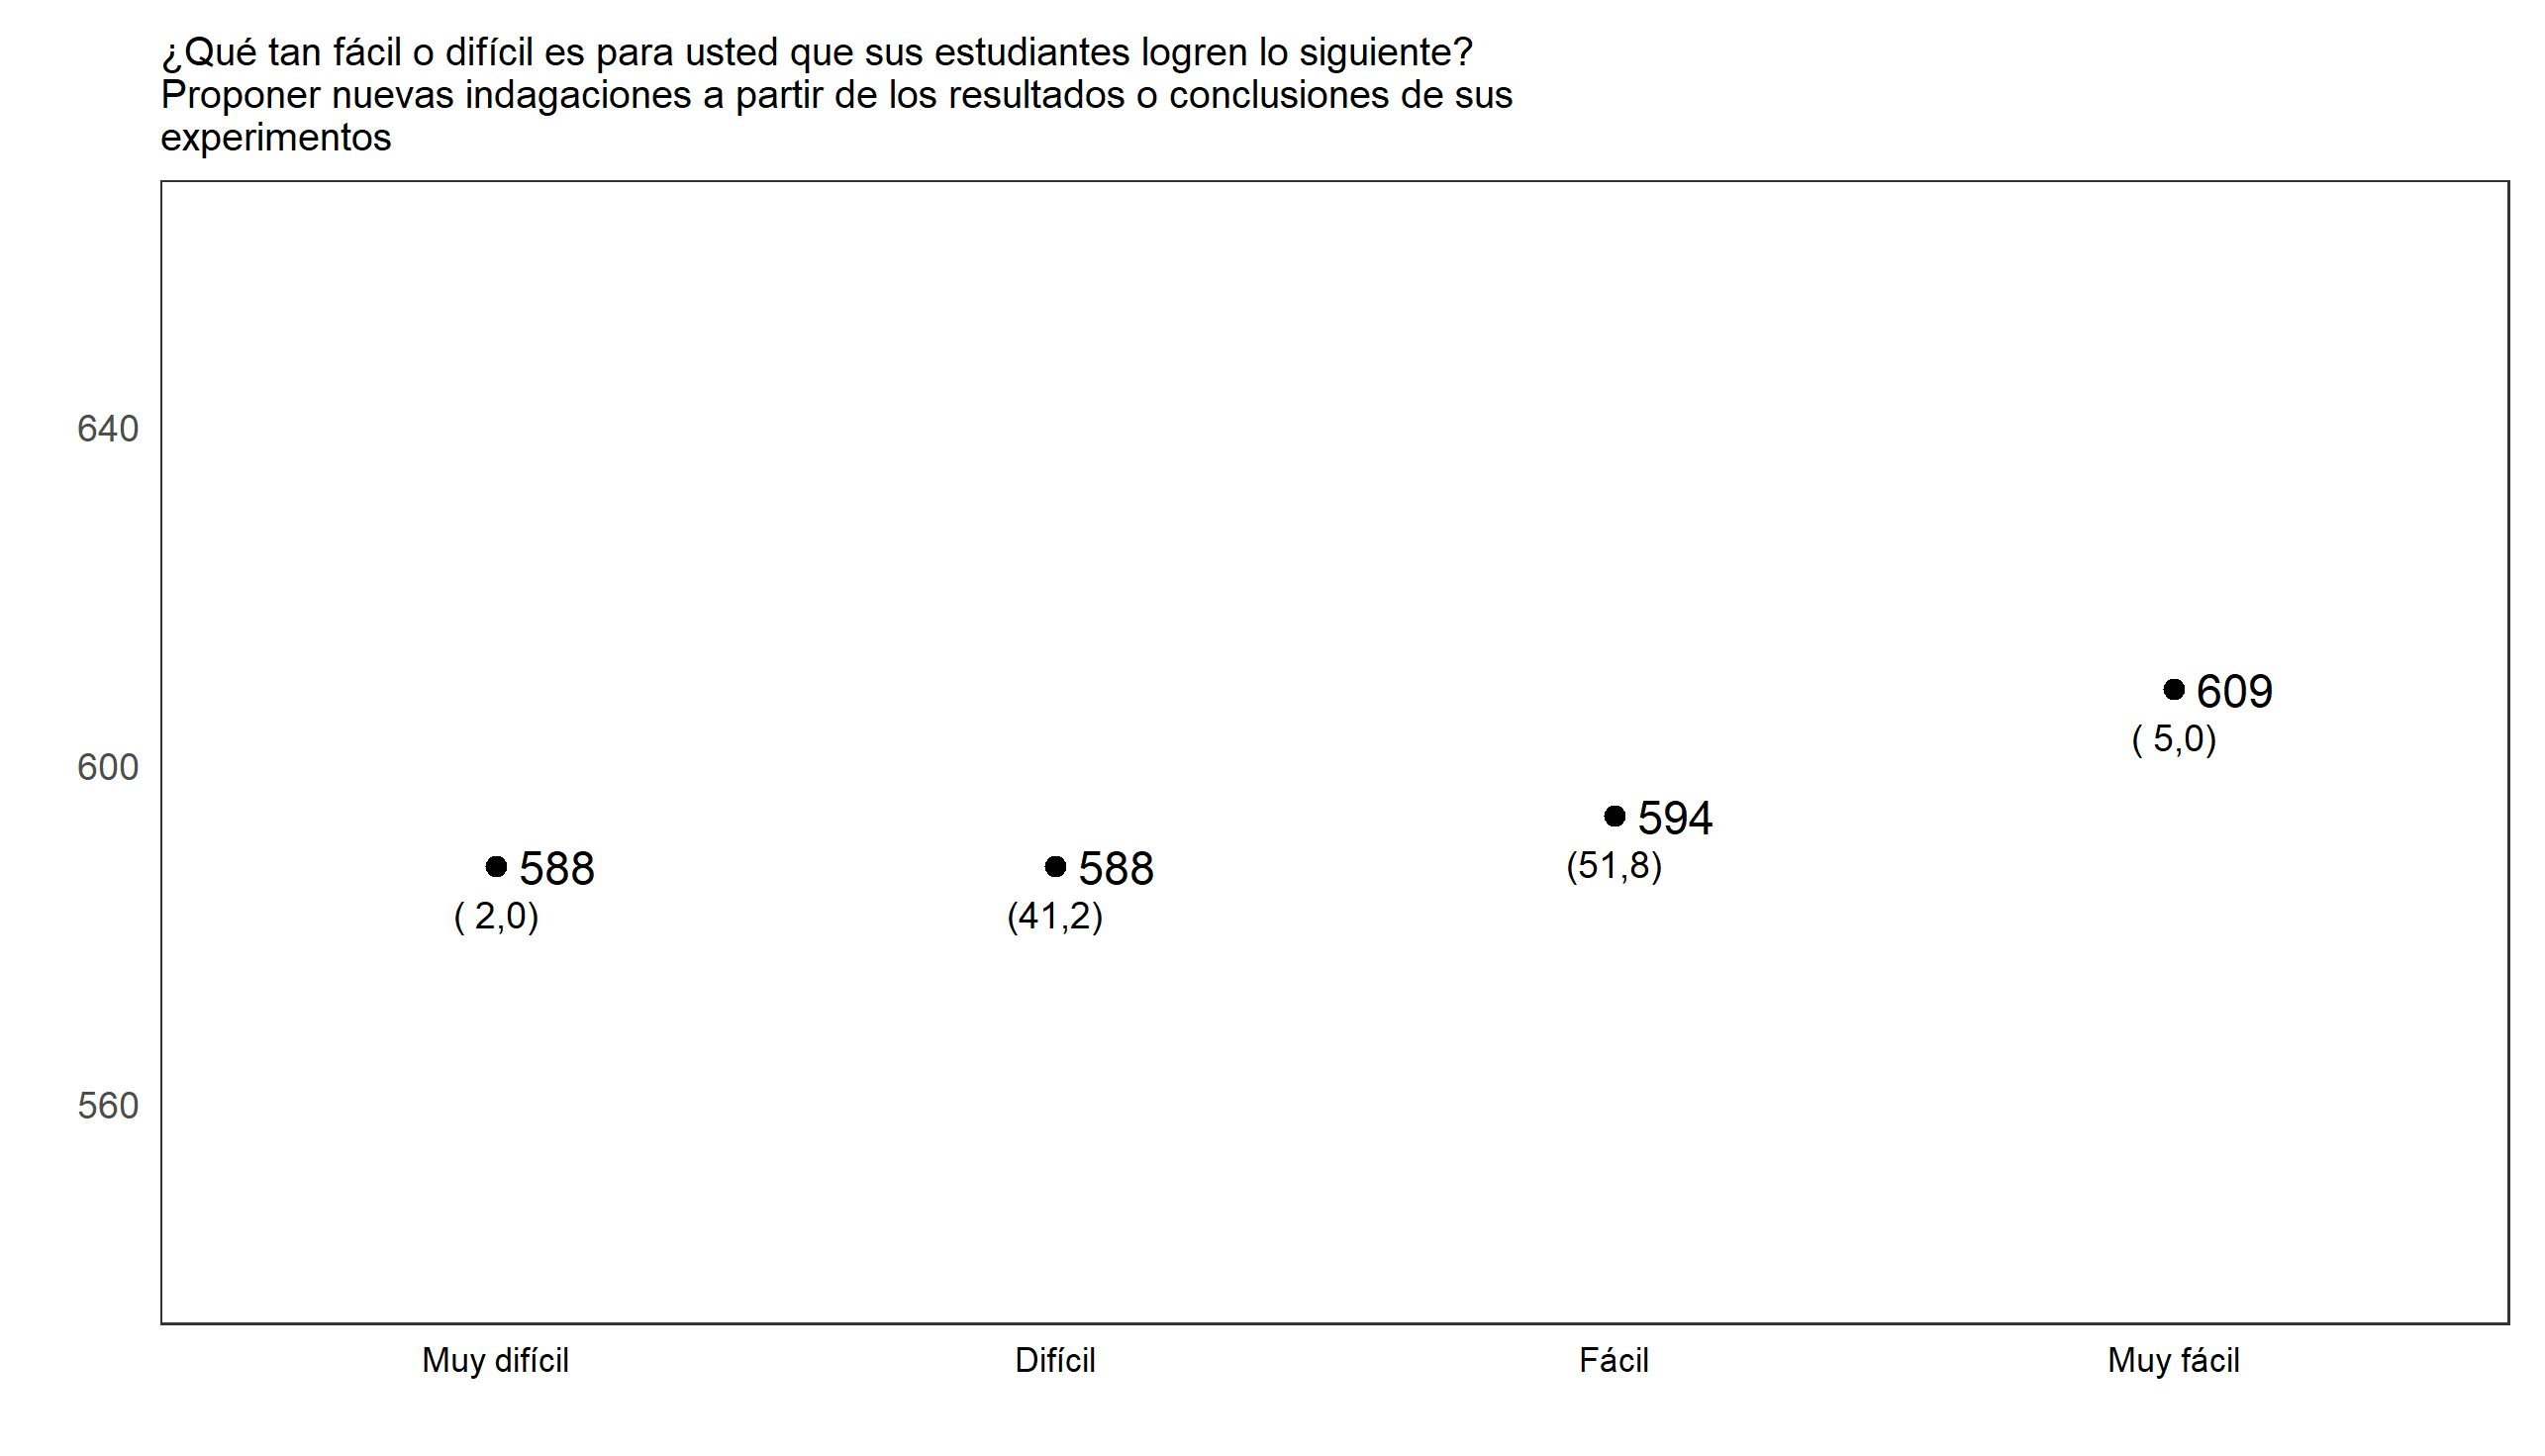 ¿Qué tan fácil o difícil es para usted que sus estudiantes logren lo siguiente?
Proponer nuevas indagaciones a partir de los resultados o conclusiones de sus
experimentos
640
600
560
588
( 2,0)
588
(41,2)
594
(51,8)
609
( 5,0)
Muy difícil
Difícil
Fácil
Muy fácil